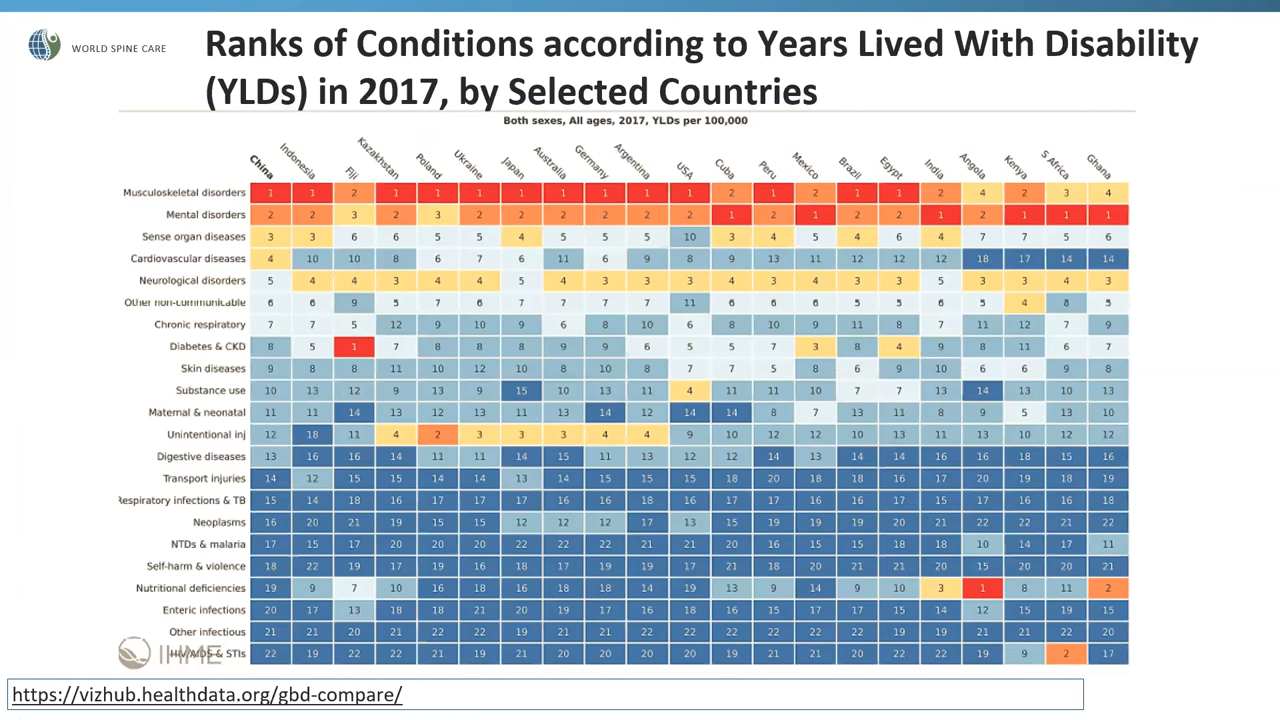 WORLD SPINE CARE
Ranks of Conditions according to Years Lived With Disability
(YLDs) in 2017, by Selected Countries
Both sexes, All ages, 2017, YLDs per 100,000
China Indonesia Fiji Kazakhstan Poland Ukraine Japan Australia Germany Argentina USA Cuba Peru Mexico Brazil Egypt India Angola Kenya S Africa Ghana
Musculoskeletal disorders 1 1 2 1 1 1 1 1 1 1 1 2 1 2 1 1 2 4 2 3 4
Mental disorders 2 2 3 2 3 2 2 2 2 2 2 1 2 1 2 2 1 2 1 1 1
Sense organ diseases 3 3 6 6 5 5 4 5 5 5 10 3 4 5 4 6 4 7 7 5 6
Cardiovascular diseases 4 10 10 8 6 7 6 11 6 9 8 9 13 11 12 12 12 18 17 14 14
Neurological disorders 5 4 4 3 4 4 5 4 3 3 3 4 3 4 3 3 5 3 3 4 3
Other non-communicable 6 6 9 5 7 6 7 7 7 7 11 6 6 6 5 5 6 5 4 8 5
Chronic respiratory 7 7 5 12 9 10 9 6 8 10 6 8 10 9 11 8 7 11 12 7 9
Diabetes & CKD 8 5 1 7 8 8 8 9 9 6 5 5 7 3 8 4 9 8 11 6 7
Skin diseases 9 8 8 11 10 12 10 8 10 8 7 7 5 8 6 9 10 6 6 9 8
Substance use 10 13 12 9 13 9 15 10 13 11 4 11 11 10 7 7 13 14 13 10 13
Maternal & neonatal 11 11 14 13 12 13 11 13 14 12 14 14 8 7 13 11 8 9 5 13 10
Unintentional inj 12 18 11 4 2 3 3 3 4 4 9 10 12 12 10 13 11 13 10 12 12
Digestive diseases 13 16 16 14 11 11 14 15 11 13 12 12 14 13 14 14 16 16 18 15 16
Transport injuries 14 12 15 15 14 14 13 14 15 15 15 18 20 18 18 16 17 20 19 18 19
Respiratory infections & TB 15 14 18 16 17 17 17 16 16 18 16 17 17 16 16 17 15 17 16 16 18
Neoplasms 16 20 21 19 15 15 12 12 12 17 13 15 19 19 19 20 21 22 22 21 22
NTDs & malaria 17 15 17 20 20 20 22 22 22 21 21 20 16 15 15 18 18 10 14 17 11
Self-harm & violence 18 22 19 17 19 16 18 17 19 19 17 21 18 20 21 21 20 15 20 20 21
Nutritional deficiencies 19 9 7 10 16 18 16 18 18 14 19 13 9 14 9 10 3 1 8 11 2
Enteric infections 20 17 13 18 18 21 20 19 17 16 18 16 15 17 17 15 14 12 15 19 15
Other infectious 21 21 20 21 22 22 19 21 21 22 22 22 22 22 22 19 19 21 21 22 20
HIV/AIDS & STIs 22 19 22 22 21 19 21 20 20 20 20 19 21 21 20 22 22 19 9 2 17
IHME
https://vizhub.healthdata.org/gbd-compare/